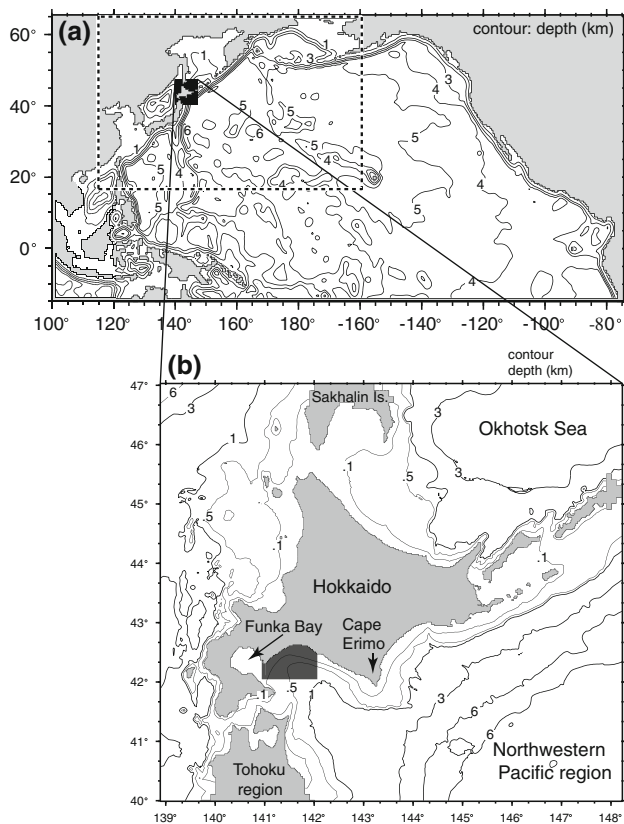 (a)
contour: depth (km)
60°
40°
20°
0°
1
3
1
3
4
5
5
6
4
5
6
1
5
4
5
4
4
5
4
5
4
100° 120° 140° 160° 180° -160° -140° -120° -100° -80°
contour
depth (km)
(b)
47°
46°
45°
44°
43°
42°
41°
40°
6
3
1
Sakhalin Is.
3
Okhotsk Sea
.1
.5
3
.5
.1
.1
Hokkaido
Funka Bay
Cape
Erimo
.1
.5
1
3
6
6
Northwestern
Pacific region
Tohoku
region
139° 140° 141° 142° 143° 144° 145° 146° 147° 148°